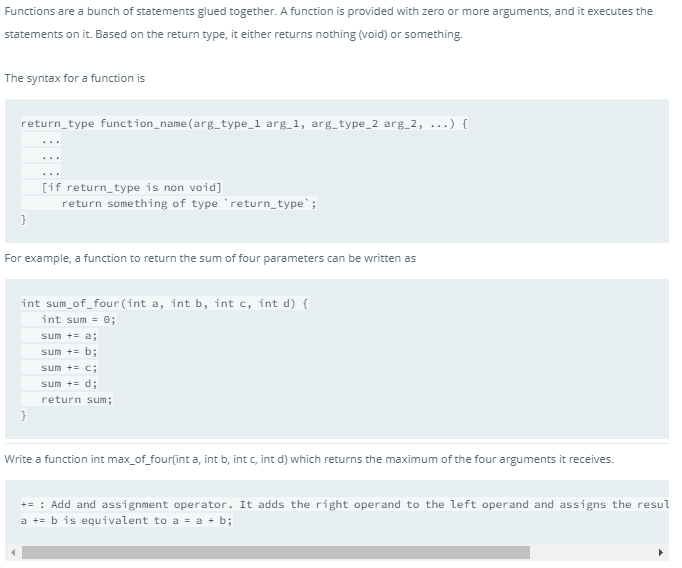 Functions are a bunch of statements glued together. A function is provided with zero or more arguments, and it executes the
statements on it. Based on the return type, it either returns nothing (void) or something.
The syntax for a function is
return_type function_name(arg_type_1 arg_1, arg_type_2 arg_2, ...) {
...
...
...
[if return_type is non void]
return something of type `return_type`;
}
For example, a function to return the sum of four parameters can be written as
int sum_of_four(int a, int b, int c, int d) {
int sum = 0;
sum += a;
sum += b;
sum += c;
sum += d;
return sum;
}
Write a function int max_of_four(int a, int b, int c, int d) which returns the maximum of the four arguments it receives.
+= : Add and assignment operator. It adds the right operand to the left operand and assigns the resul
a += b is equivalent to a = a + b;